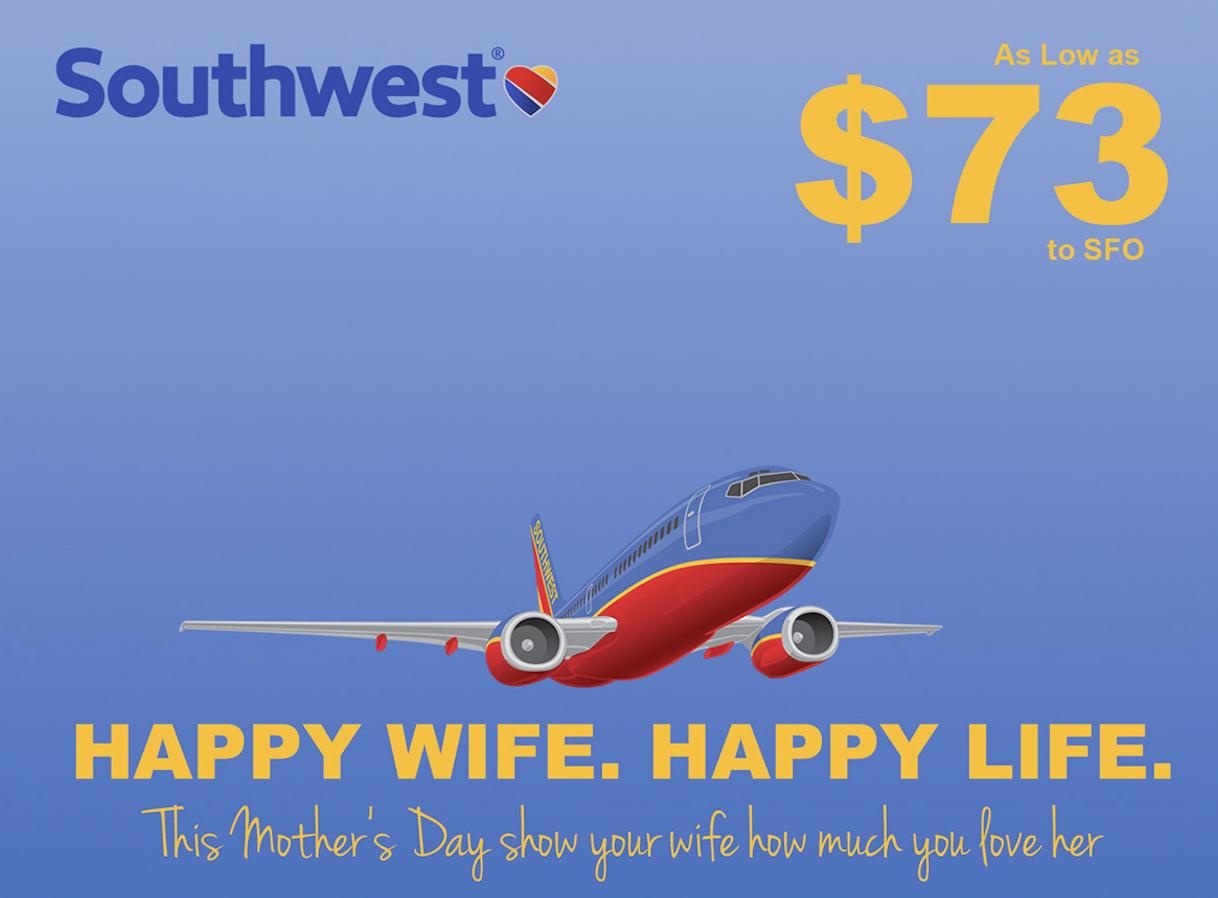 Southwest®
As Low as
$73
to SFO
SOUTHWEST
HAPPY WIFE. HAPPY LIFE.
This Mother's Day show your wife how much you love her